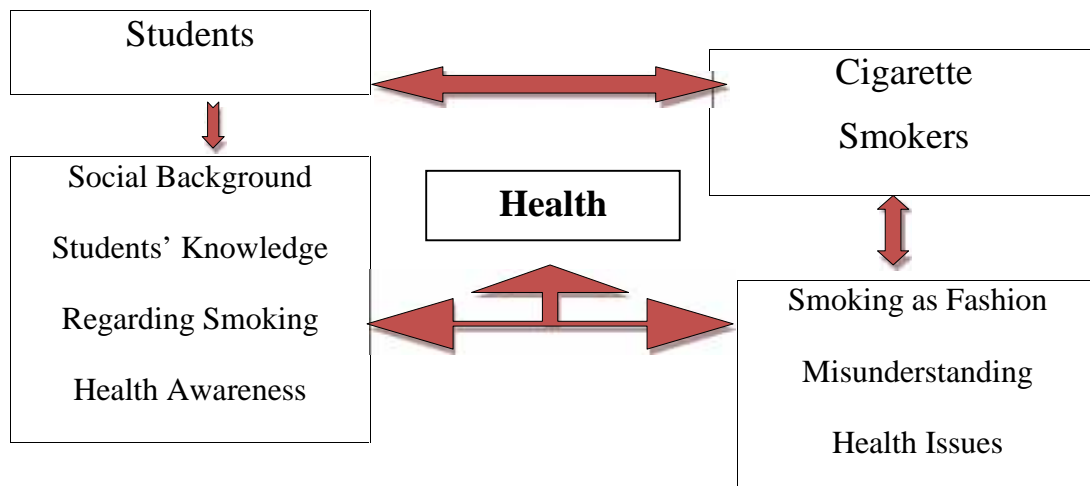 Students
Cigarette
Smokers
Social Background
Students’ Knowledge
Regarding Smoking
Health Awareness
Health
Smoking as Fashion
Misunderstanding
Health Issues